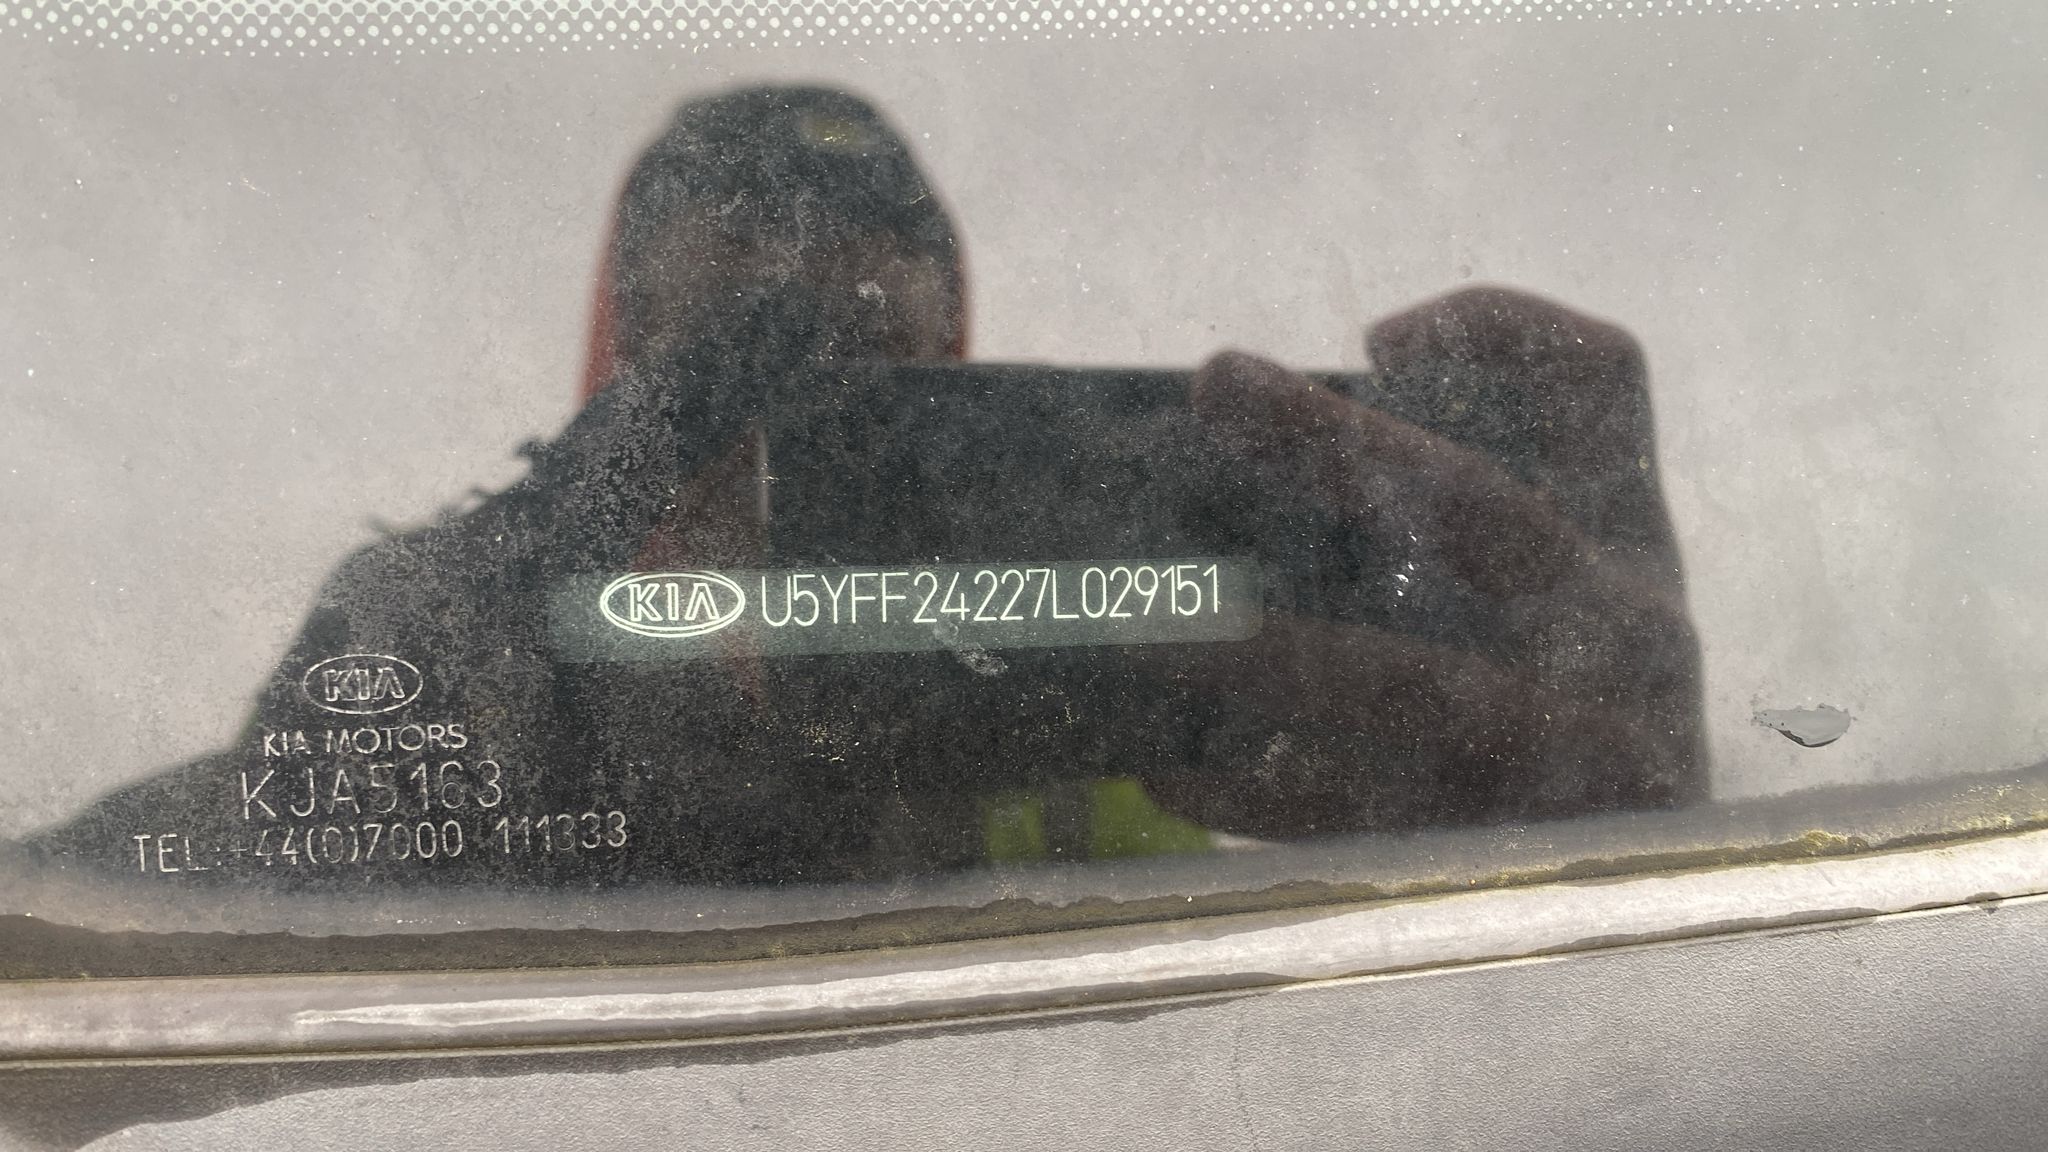 KIA U5YFF24227L029151
KIA
KIA MOTORS
KJA5163
TEL:+44(0)7000 111333